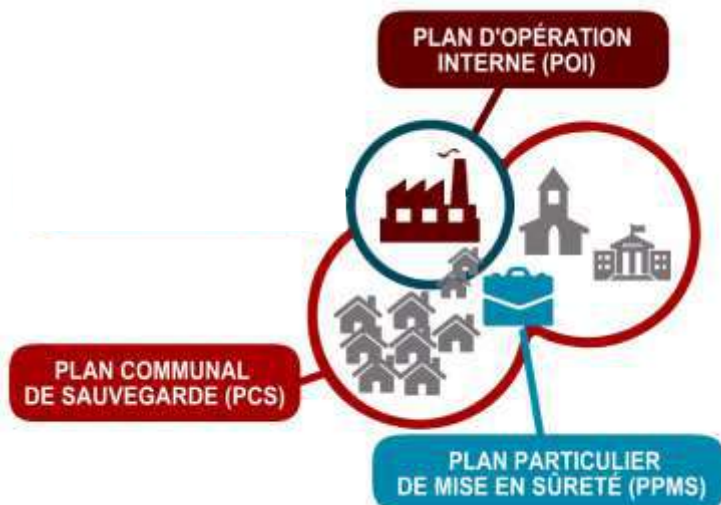 PLAN D'OPÉRATION
INTERNE (POI)
PLAN COMMUNAL
DE SAUVEGARDE (PCS)
PLAN PARTICULIER
DE MISE EN SÛRETÉ (PPMS)